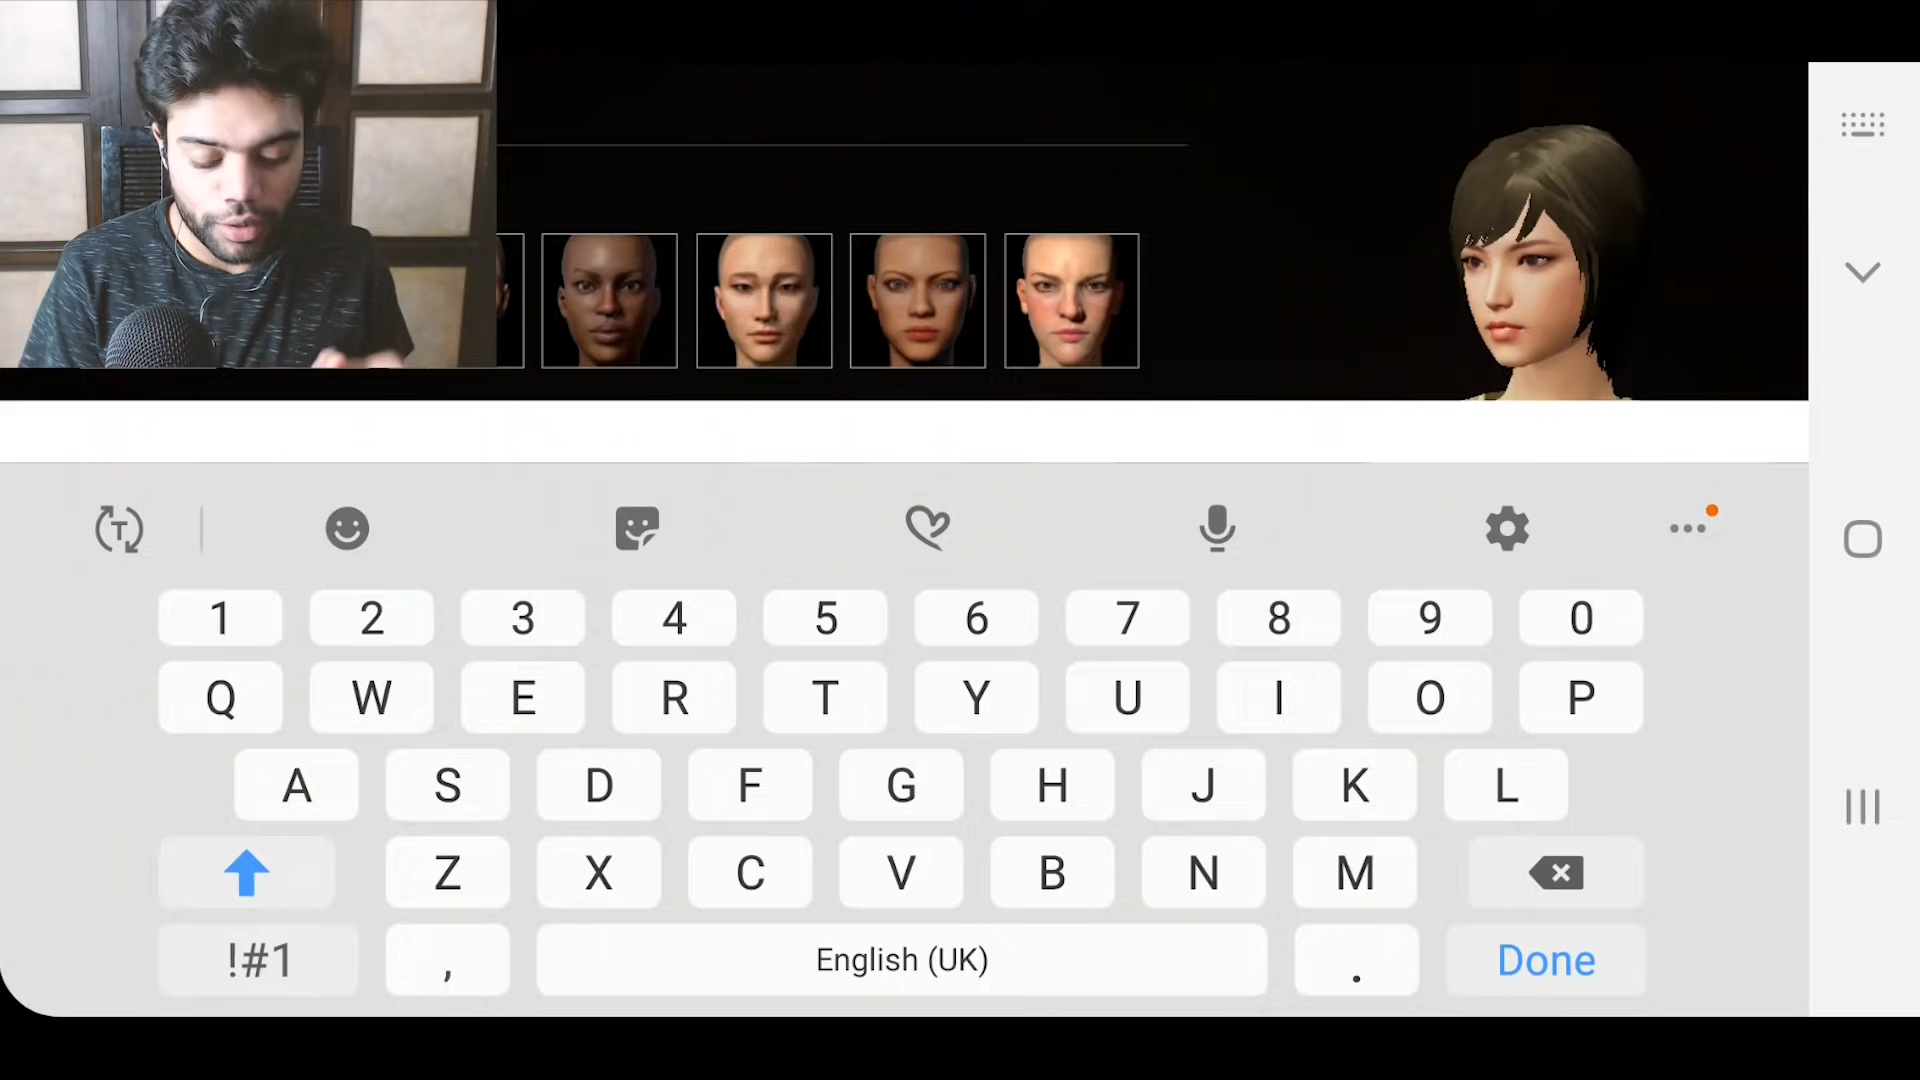 T
1 2 3 4 5 6 7 8 9 0
Q W E R T Y U I O P
A S D F G H J K L
Z X C V B N M
!#1 , English (UK) . Done